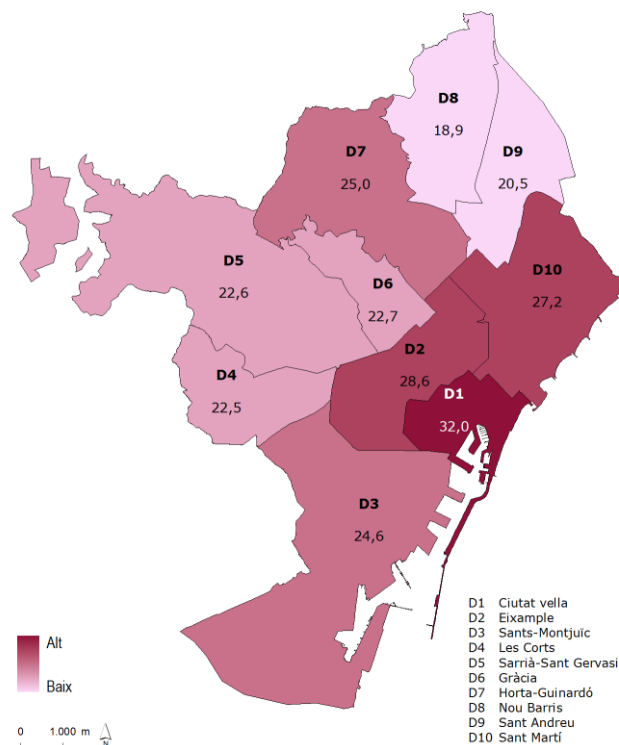 D8
18,9
D7
25,0
D9
20,5
D5
22,6
D6
22,7
D10
27,2
D2
28,6
D4
22,5
D1
32,0
D3
24,6
Alt
Baix
0 1.000 m
N
D1 Ciutat vella
D2 Eixample
D3 Sants-Montjuïc
D4 Les Corts
D5 Sarrià-Sant Gervasi
D6 Gràcia
D7 Horta-Guinardó
D8 Nou Barris
D9 Sant Andreu
D10 Sant Martí